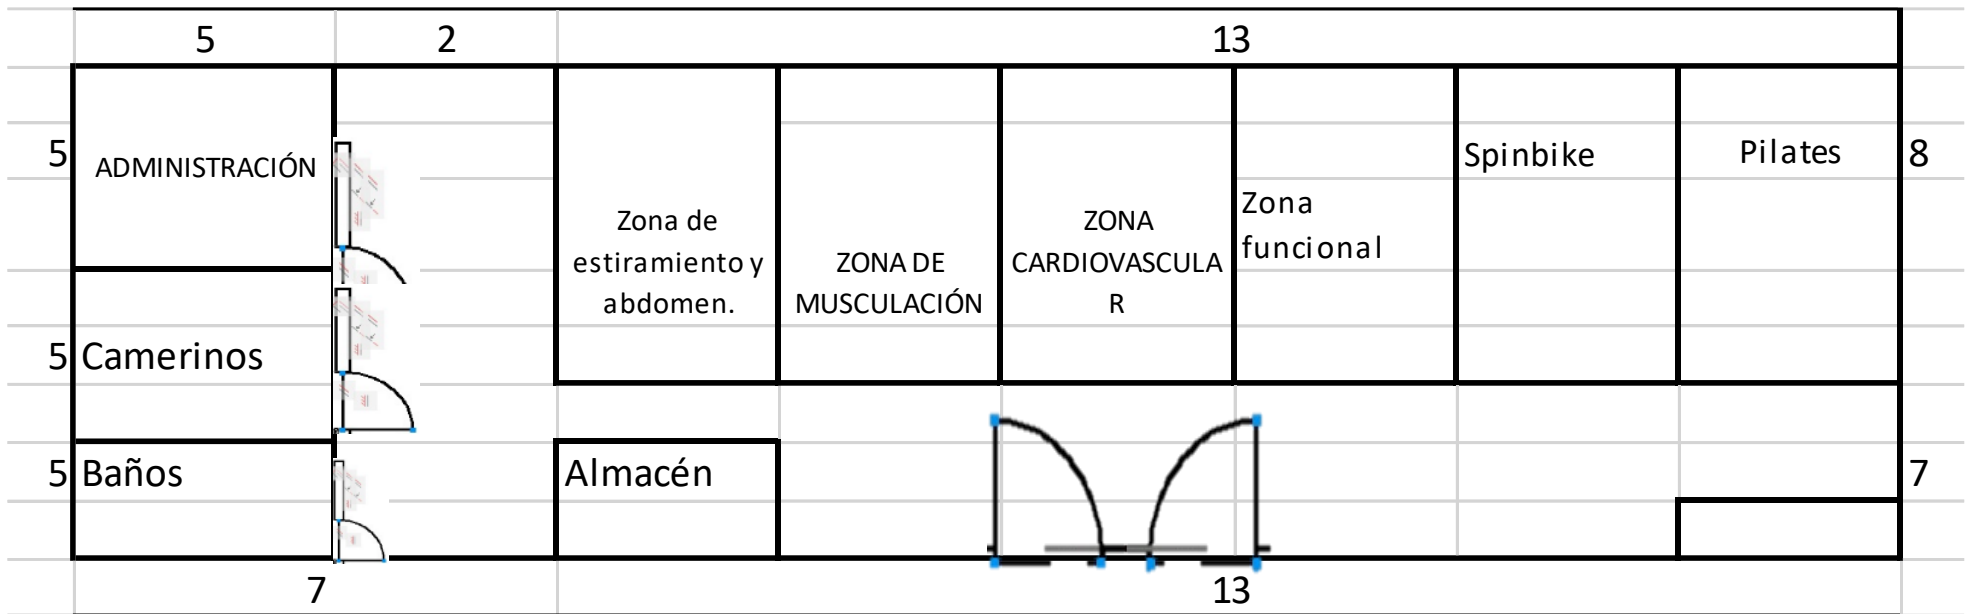 5 2 13
5 ADMINISTRACIÓN
Zona de
estiramiento y
abdomen.
ZONA DE
MUSCULACIÓN
ZONA
CARDIOVASCULA
R
Zona
funcional
Spinbike
Pilates 8
5 Camerinos
5 Baños
Almacén
7
7 13